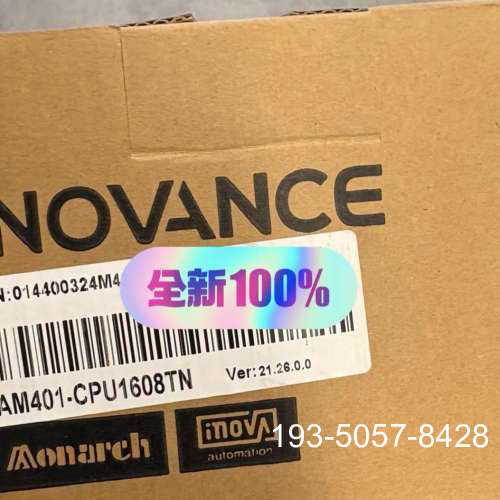 NOVANCE
N:014400324M4
全新100%
AM401-CPU1608TN
Ver:21.26.0.0
Monarch
inova
automation
193-5057-8428